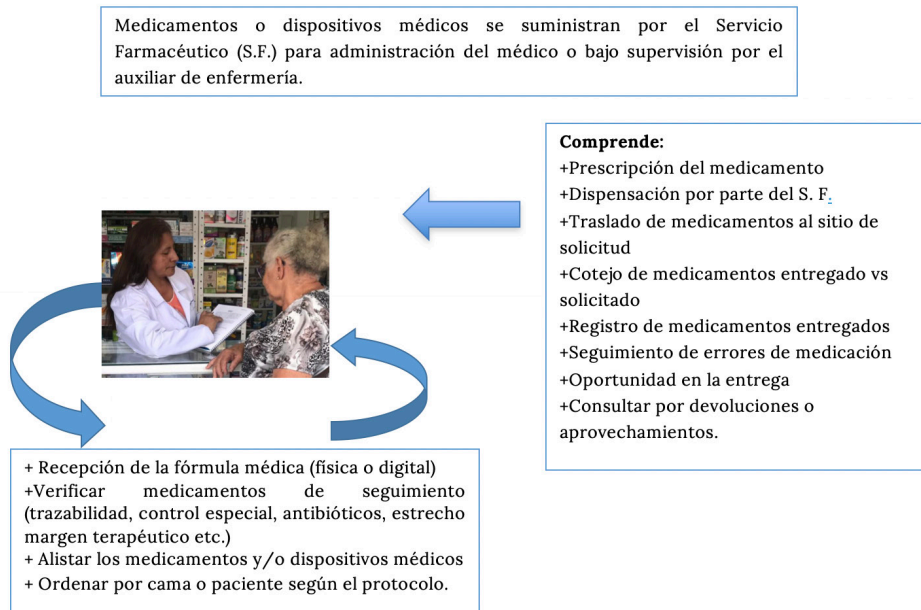 Medicamentos o dispositivos médicos se suministran por el Servicio
Farmacéutico (S.F.) para administración del médico o bajo supervisión por el
auxiliar de enfermería.
Comprende:
+Prescripción del medicamento
+Dispensación por parte del S. F.
+Traslado de medicamentos al sitio de
solicitud
+Cotejo de medicamentos entregado vs
solicitado
+Registro de medicamentos entregados
+Seguimiento de errores de medicación
+Oportunidad en la entrega
+Consultar por devoluciones o
aprovechamientos.
+ Recepción de la fórmula médica (física o digital)
+Verificar medicamentos de seguimiento
(trazabilidad, control especial, antibióticos, estrecho
margen terapéutico etc.)
+ Alistar los medicamentos y/o dispositivos médicos
+ Ordenar por cama o paciente según el protocolo.